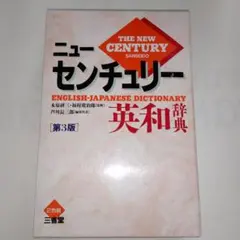 THE NEW
CENTURY
SANSEIDO
ニュー
センチュリー
ENGLISH-JAPANESE DICTIONARY
英和辞典
[第3版]
三省堂